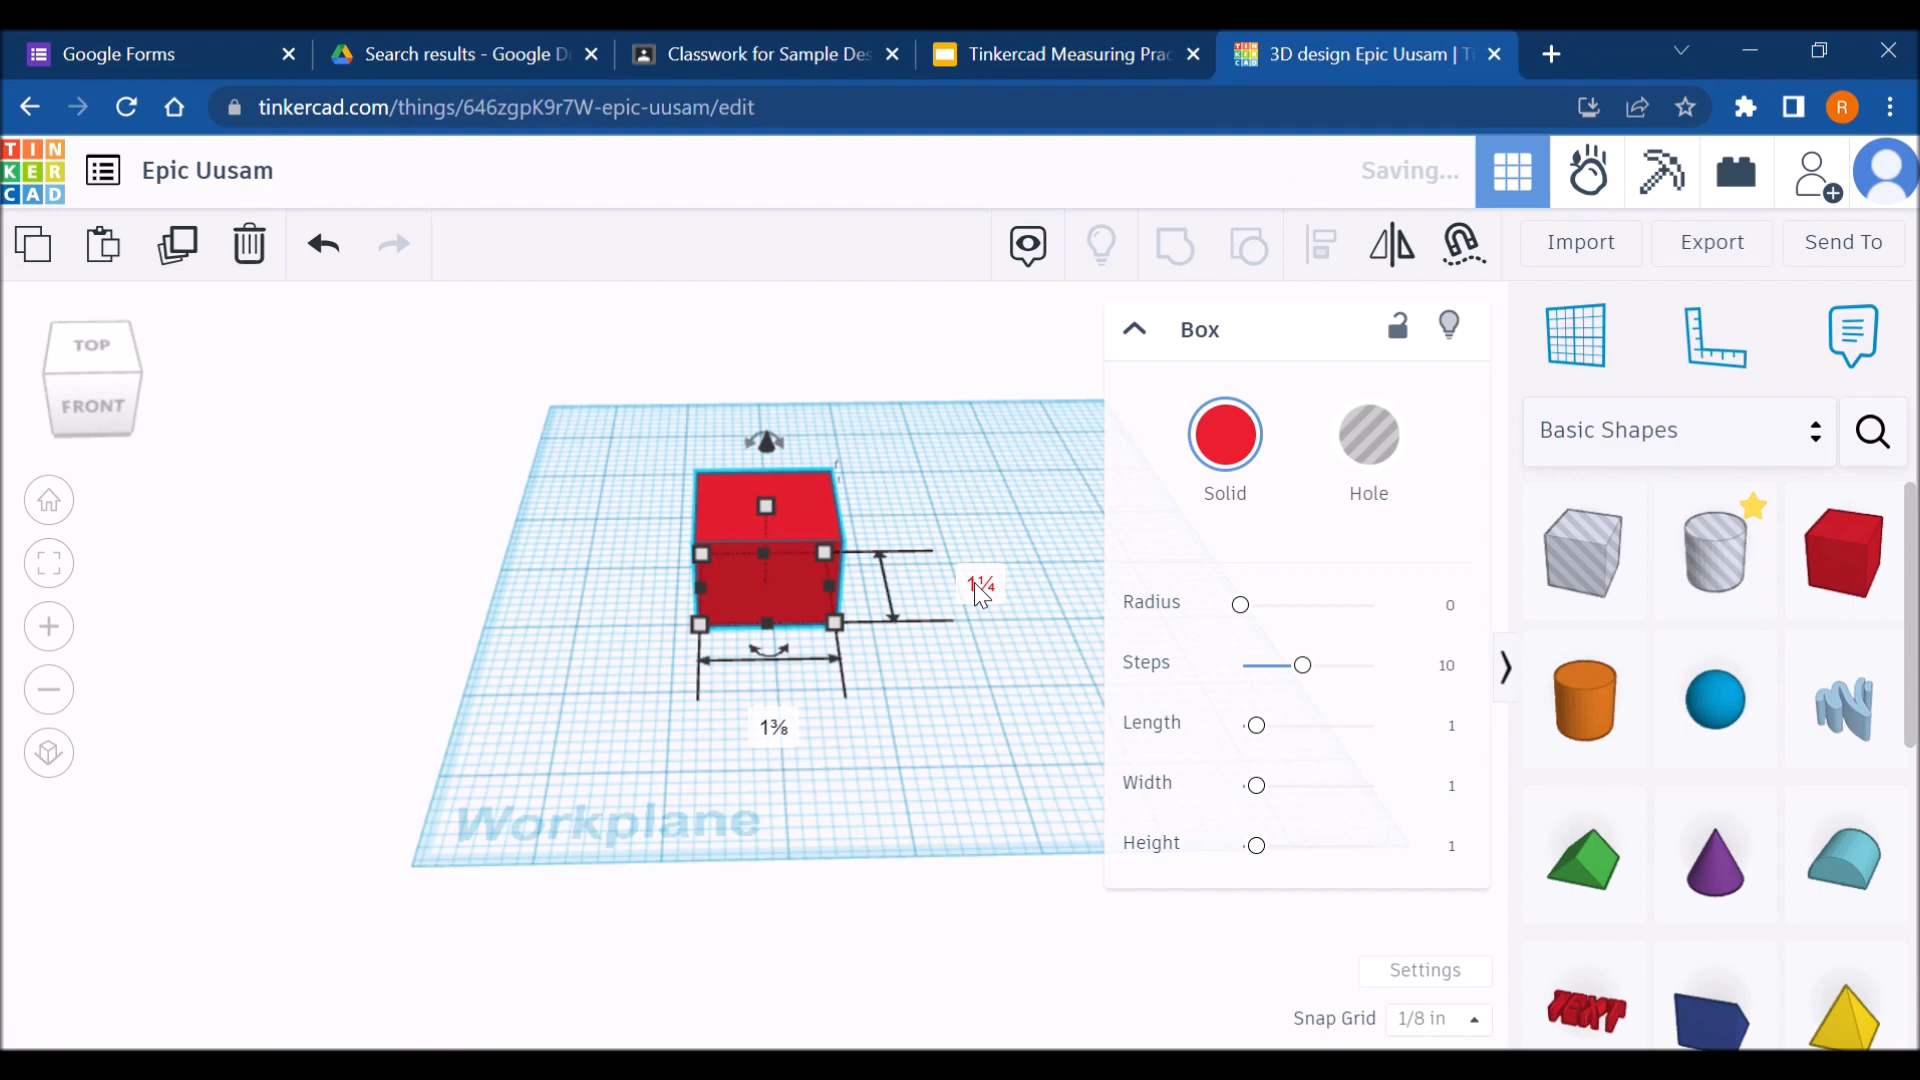 Google Forms
Search results - Google D
Classwork for Sample Des
Tinkercad Measuring Prac
3D design Epic Uusam | T
tinkercad.com/things/646zgpK9r7W-epic-uusam/edit
R
TIN
KER
CAD
Epic Uusam
Saving...
Import
Export
Send To
TOP
FRONT
Box
Solid
Hole
Basic Shapes
1¼
Radius
0
Steps
10
Length
1
1⅜
Width
1
Workplane
Height
1
Settings
TEXT
Snap Grid
1/8 in